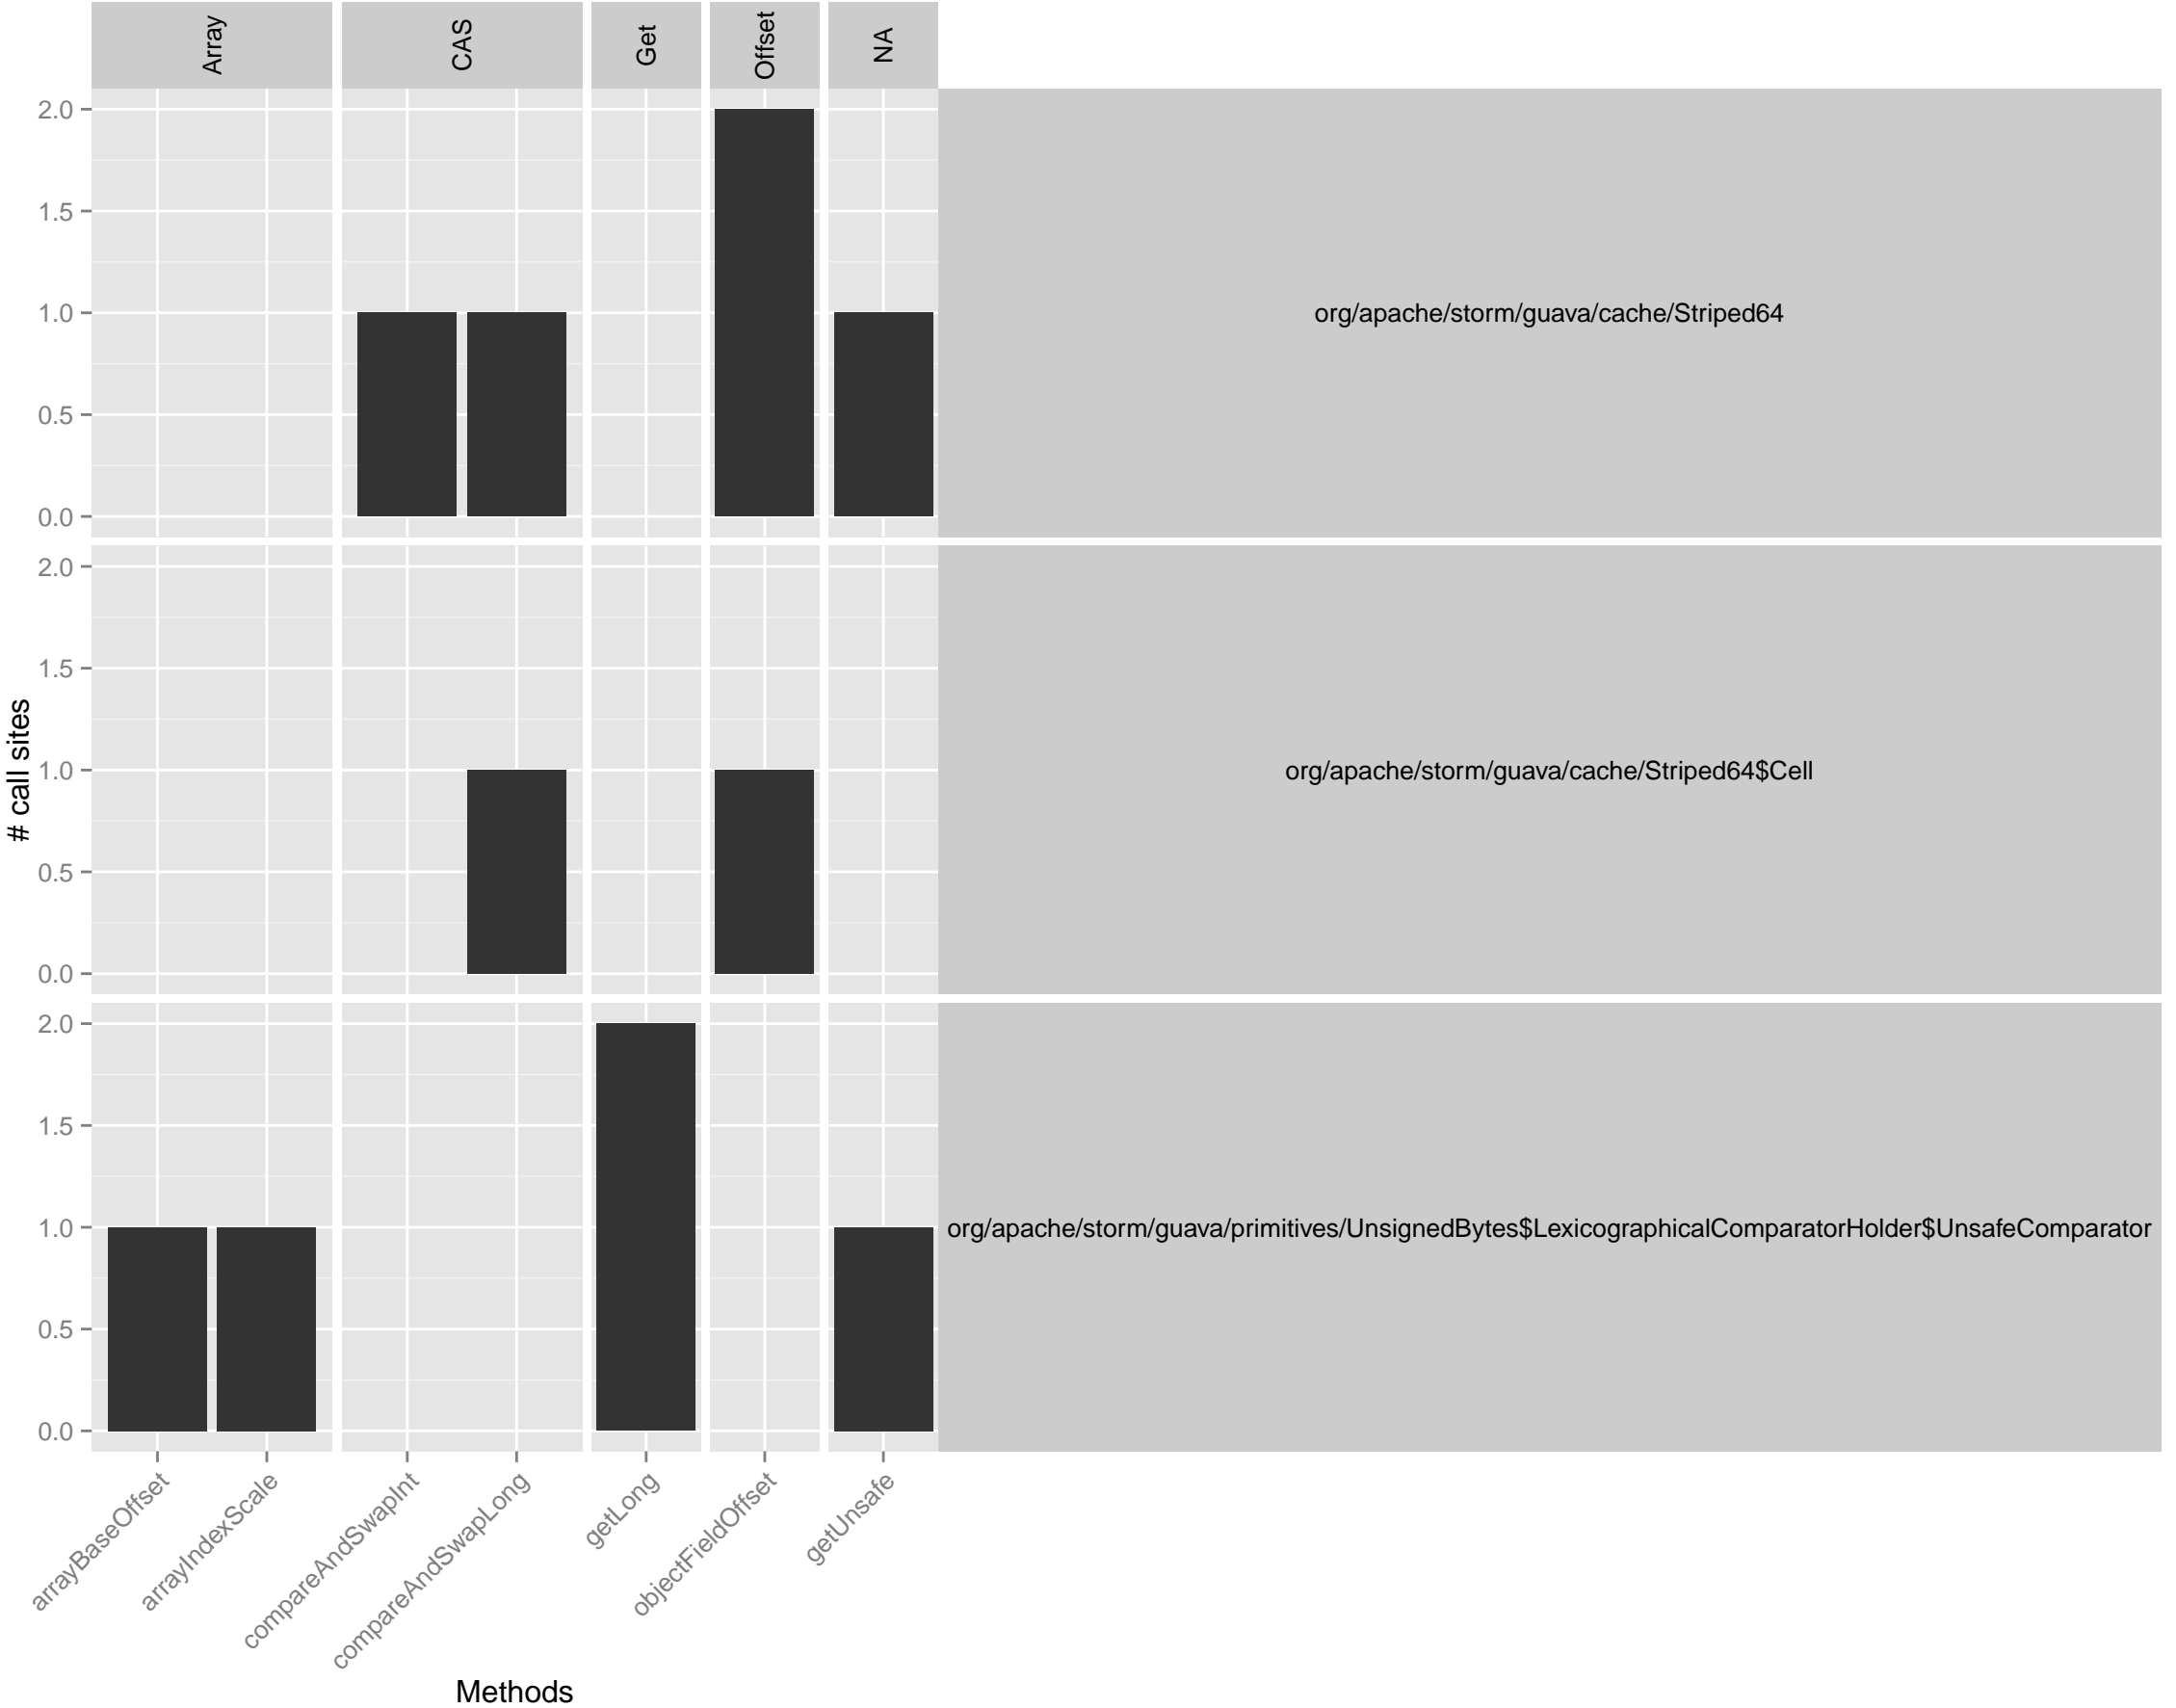 Array
CAS
Get
Offset
NA
2.0
1.5
1.0
0.5
0.0
org/apache/storm/guava/cache/Striped64
2.0
1.5
1.0
0.5
0.0
org/apache/storm/guava/cache/Striped64$Cell
2.0
1.5
1.0
0.5
0.0
org/apache/storm/guava/primitives/UnsignedBytes$LexicographicalComparatorHolder$UnsafeComparator
# call sites
arrayBaseOffset
arrayIndexScale
compareAndSwapInt
compareAndSwapLong
getLong
objectFieldOffset
getUnsafe
Methods